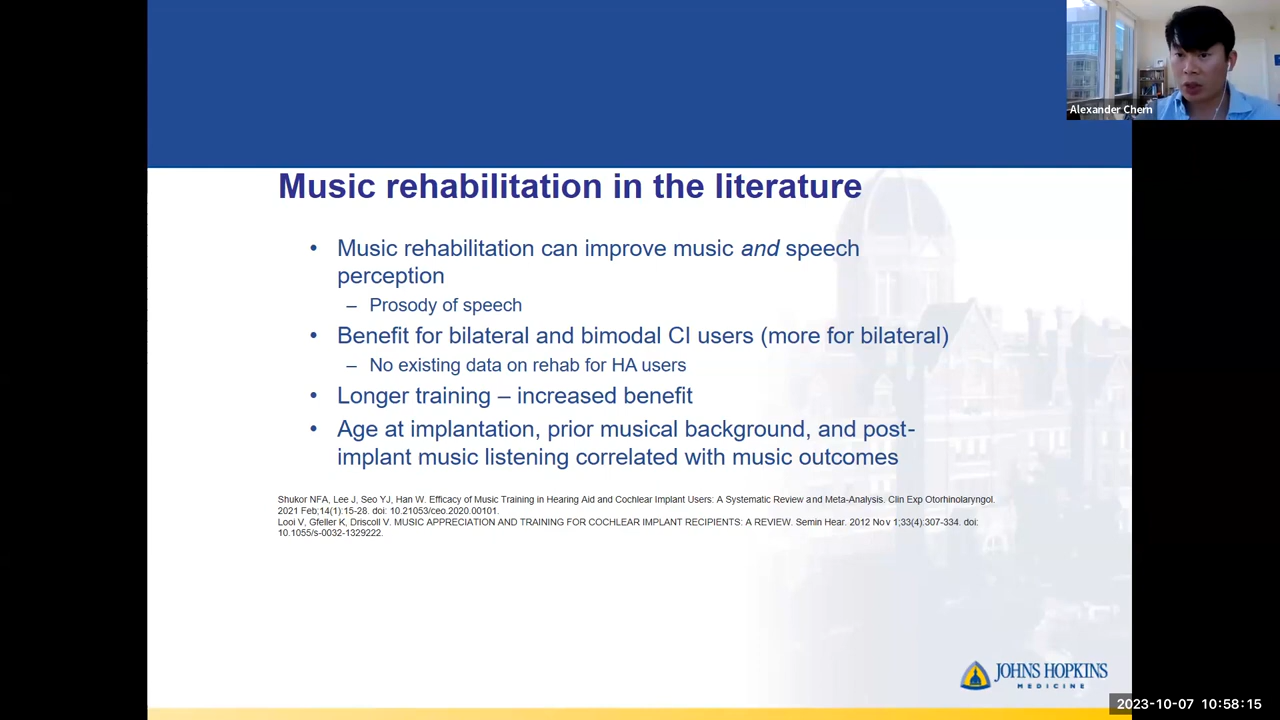 Alexander Chern
Music rehabilitation in the literature
• Music rehabilitation can improve music and speech
perception
– Prosody of speech
• Benefit for bilateral and bimodal CI users (more for bilateral)
– No existing data on rehab for HA users
• Longer training – increased benefit
• Age at implantation, prior musical background, and post-
implant music listening correlated with music outcomes
Shukor NFA, Lee J, Seo YJ, Han W. Efficacy of Music Training in Hearing Aid and Cochlear Implant Users: A Systematic Review and Meta-Analysis. Clin Exp Otorhinolaryngol.
2021 Feb;14(1):15-28. doi: 10.21053/ceo.2020.00101.
Looi V, Gfeller K, Driscoll V. MUSIC APPRECIATION AND TRAINING FOR COCHLEAR IMPLANT RECIPIENTS: A REVIEW. Semin Hear. 2012 Nov 1;33(4):307-334. doi:
10.1055/s-0032-1329222.
JOHNS HOPKINS
MEDICINE
2023-10-07 10:58:15